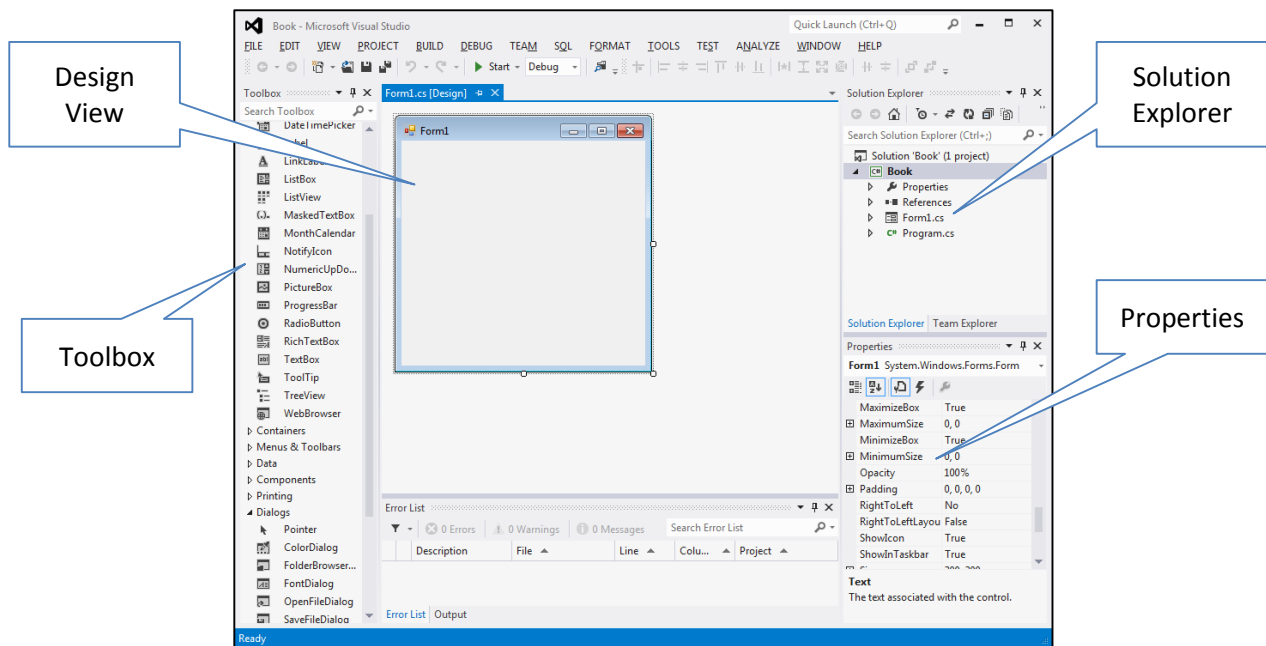 Design
View
Toolbox
Solution
Explorer
Properties
Book - Microsoft Visual Studio
Quick Launch (Ctrl+Q)
FILE EDIT VIEW PROJECT BUILD DEBUG TEAM SQL FORMAT TOOLS TEST ANALYZE WINDOW HELP
Start Debug
Toolbox
Search Toolbox
DateTimePicker
ListBox
ListView
MaskedTextBox
MonthCalendar
NotifyIcon
NumericUpDo...
PictureBox
ProgressBar
RadioButton
RichTextBox
TextBox
ToolTip
TreeView
WebBrowser
Containers
Menus & Toolbars
Data
Components
Printing
Dialogs
Pointer
ColorDialog
FolderBrowser...
FontDialog
OpenFileDialog
SaveFileDialog
Form1.cs [Design]
Form1
Error List
0 Errors 0 Warnings 0 Messages Search Error List
Description File Line Colu... Project
Error List Output
Solution Explorer
Search Solution Explorer (Ctrl+;)
Solution 'Book' (1 project)
C# Book
Properties
References
Form1.cs
C# Program.cs
Solution Explorer Team Explorer
Properties
Form1 System.Windows.Forms.Form
MaximizeBox True
MaximumSize 0, 0
MinimizeBox True
MinimumSize 0, 0
Opacity 100%
Padding 0, 0, 0, 0
RightToLeft No
RightToLeftLayou False
ShowIcon True
ShowInTaskbar True
Text
The text associated with the control.
Ready